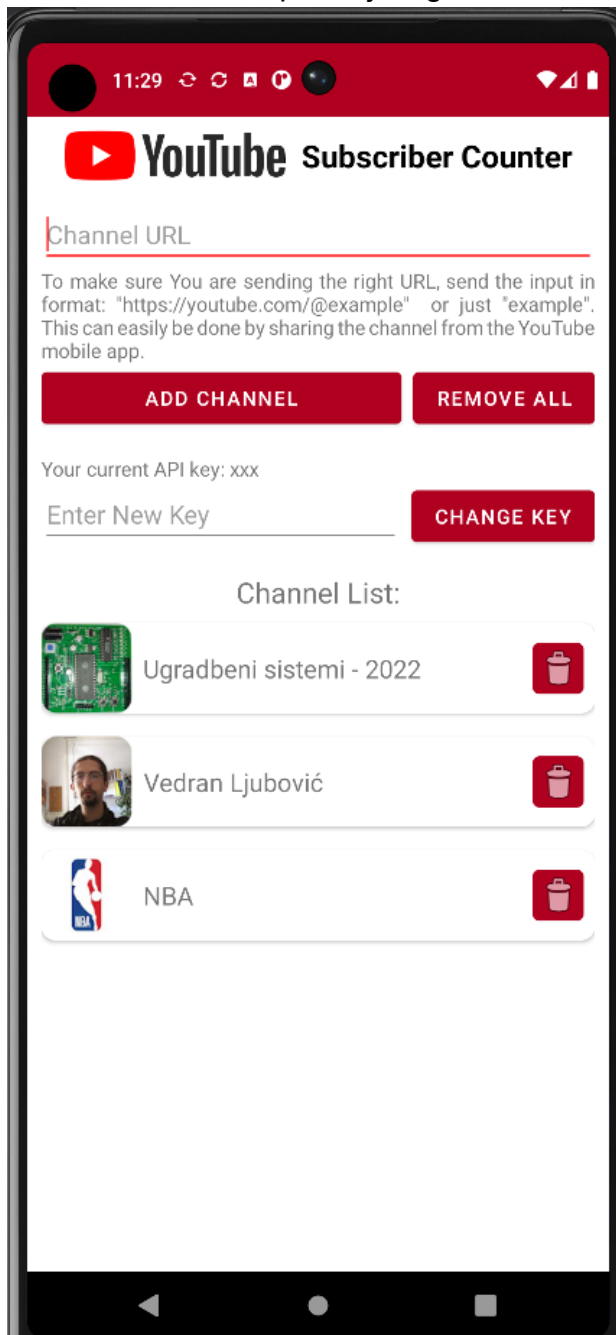 11:29
YouTube Subscriber Counter
Channel URL
To make sure You are sending the right URL, send the input in
format: "https://youtube.com/@example" or just "example".
This can easily be done by sharing the channel from the YouTube
mobile app.
ADD CHANNEL REMOVE ALL
Your current API key: xxx
Enter New Key CHANGE KEY
Channel List:
Ugradbeni sistemi - 2022
Vedran Ljubović
NBA
NBA